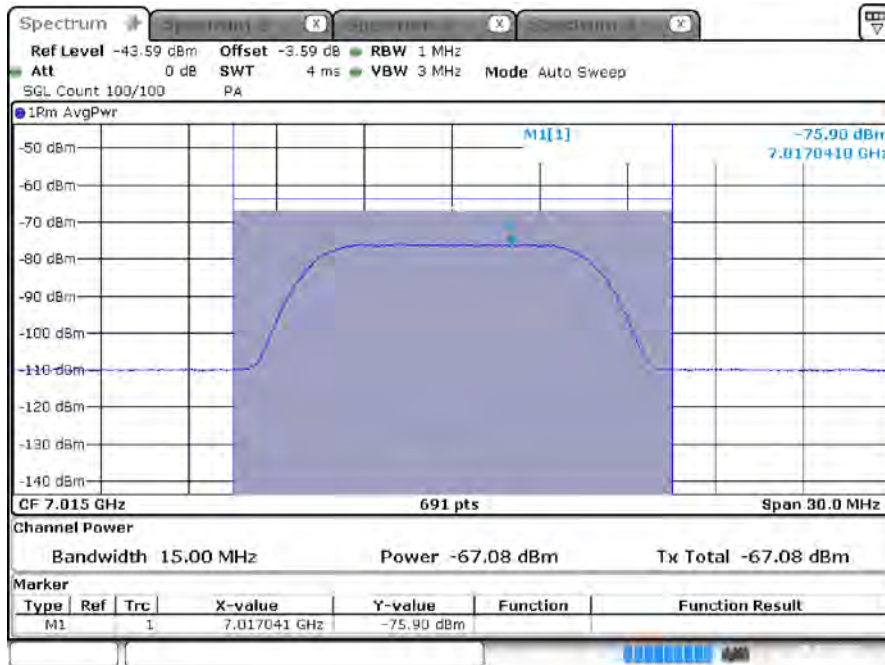 Spectrum X X X
Ref Level -43.59 dBm Offset -3.59 dB RBW 1 MHz
Att 0 dB SWT 4 ms VBW 3 MHz Mode Auto Sweep
SGL Count 100/100 PA
1Rm AvgPwr
M1[1] -75.90 dBm
7.0170410 GHz
-50 dBm
-60 dBm
-70 dBm
-80 dBm
-90 dBm
-100 dBm
-110 dBm
-120 dBm
-130 dBm
-140 dBm
CF 7.015 GHz 691 pts Span 30.0 MHz
Channel Power
Bandwidth 15.00 MHz Power -67.08 dBm Tx Total -67.08 dBm
Marker
Type Ref Trc X-value Y-value Function Function Result
M1 1 7.017041 GHz -75.90 dBm